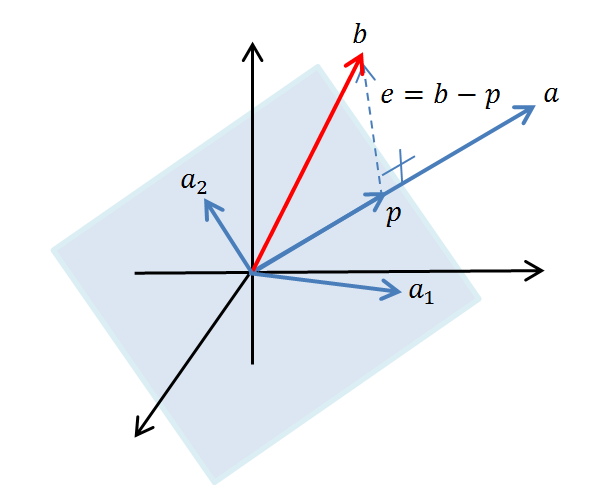 b
e = b − p
a
a₂
p
a₁